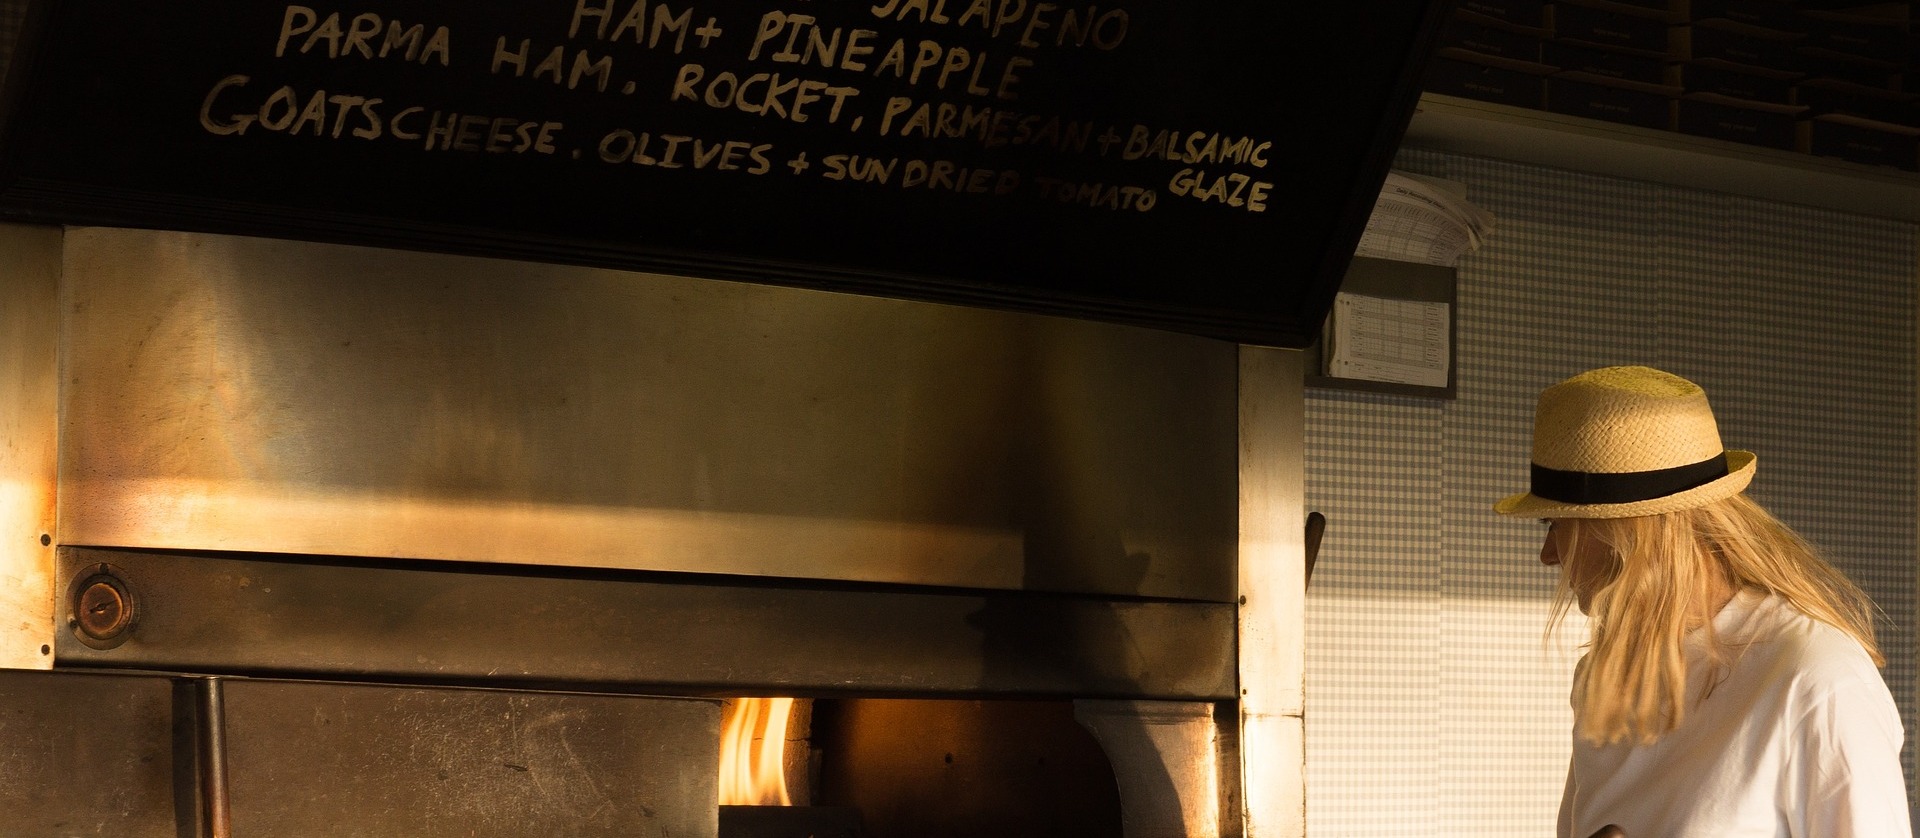 JALAPENO
HAM + PINEAPPLE
PARMA HAM. ROCKET, PARMESAN + BALSAMIC GLAZE
GOATSCHEESE. OLIVES + SUNDRIED TOMATO